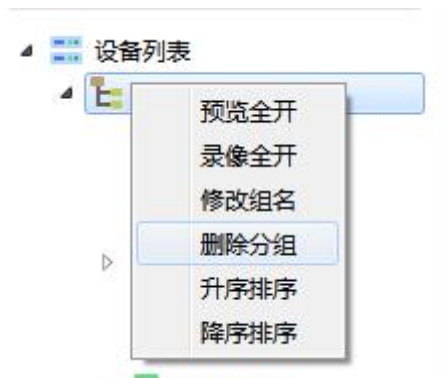 设备列表
预览全开
录像全开
修改组名
删除分组
升序排序
降序排序